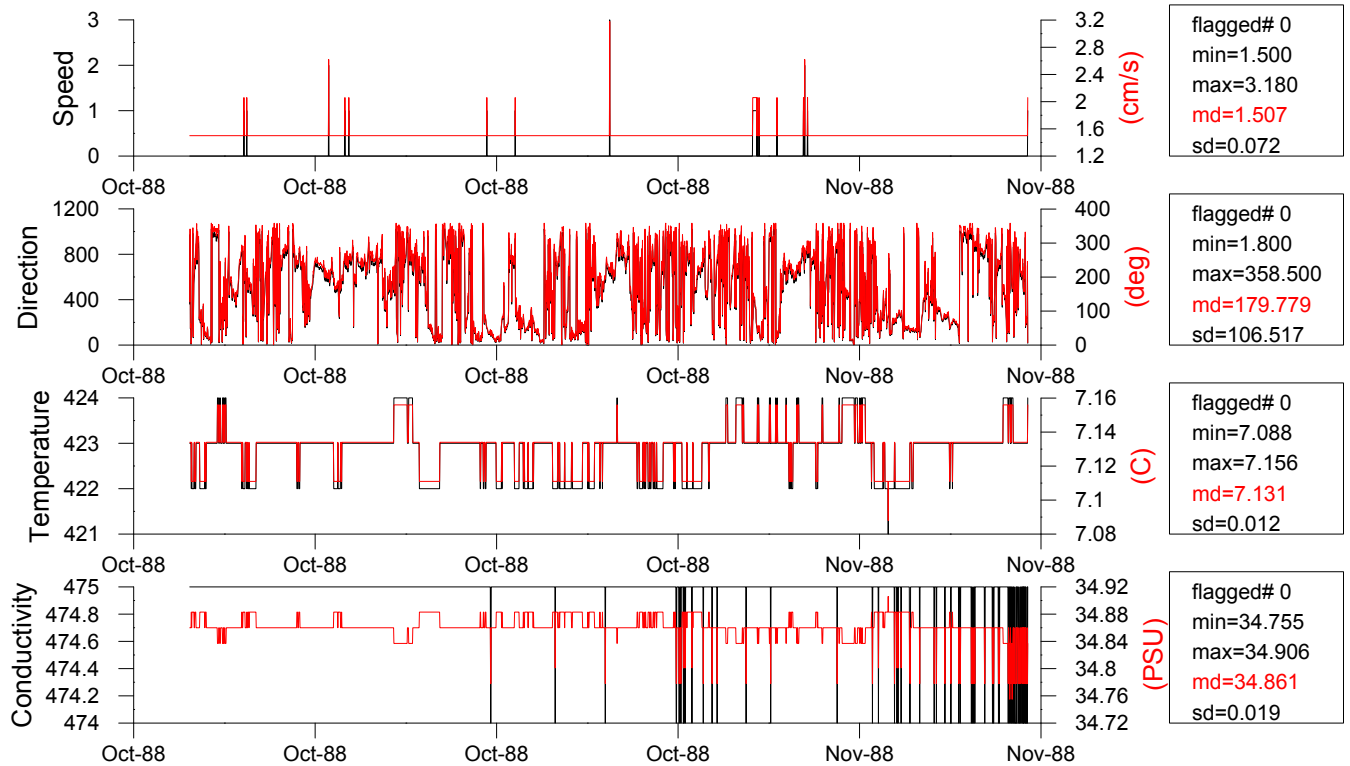 3
2
1
0
Speed
3.2
2.8
2.4
2
1.6
1.2
(cm/s)
Oct-88 Oct-88 Oct-88 Oct-88 Nov-88 Nov-88
flagged# 0
min=1.500
max=3.180
md=1.507
sd=0.072
1200
800
400
0
Direction
400
300
200
100
0
(deg)
Oct-88 Oct-88 Oct-88 Oct-88 Nov-88 Nov-88
flagged# 0
min=1.800
max=358.500
md=179.779
sd=106.517
424
423
422
421
Temperature
7.16
7.14
7.12
7.1
7.08
(C)
Oct-88 Oct-88 Oct-88 Oct-88 Nov-88 Nov-88
flagged# 0
min=7.088
max=7.156
md=7.131
sd=0.012
475
474.8
474.6
474.4
474.2
474
Conductivity
34.92
34.88
34.84
34.8
34.76
34.72
(PSU)
Oct-88 Oct-88 Oct-88 Oct-88 Nov-88 Nov-88
flagged# 0
min=34.755
max=34.906
md=34.861
sd=0.019